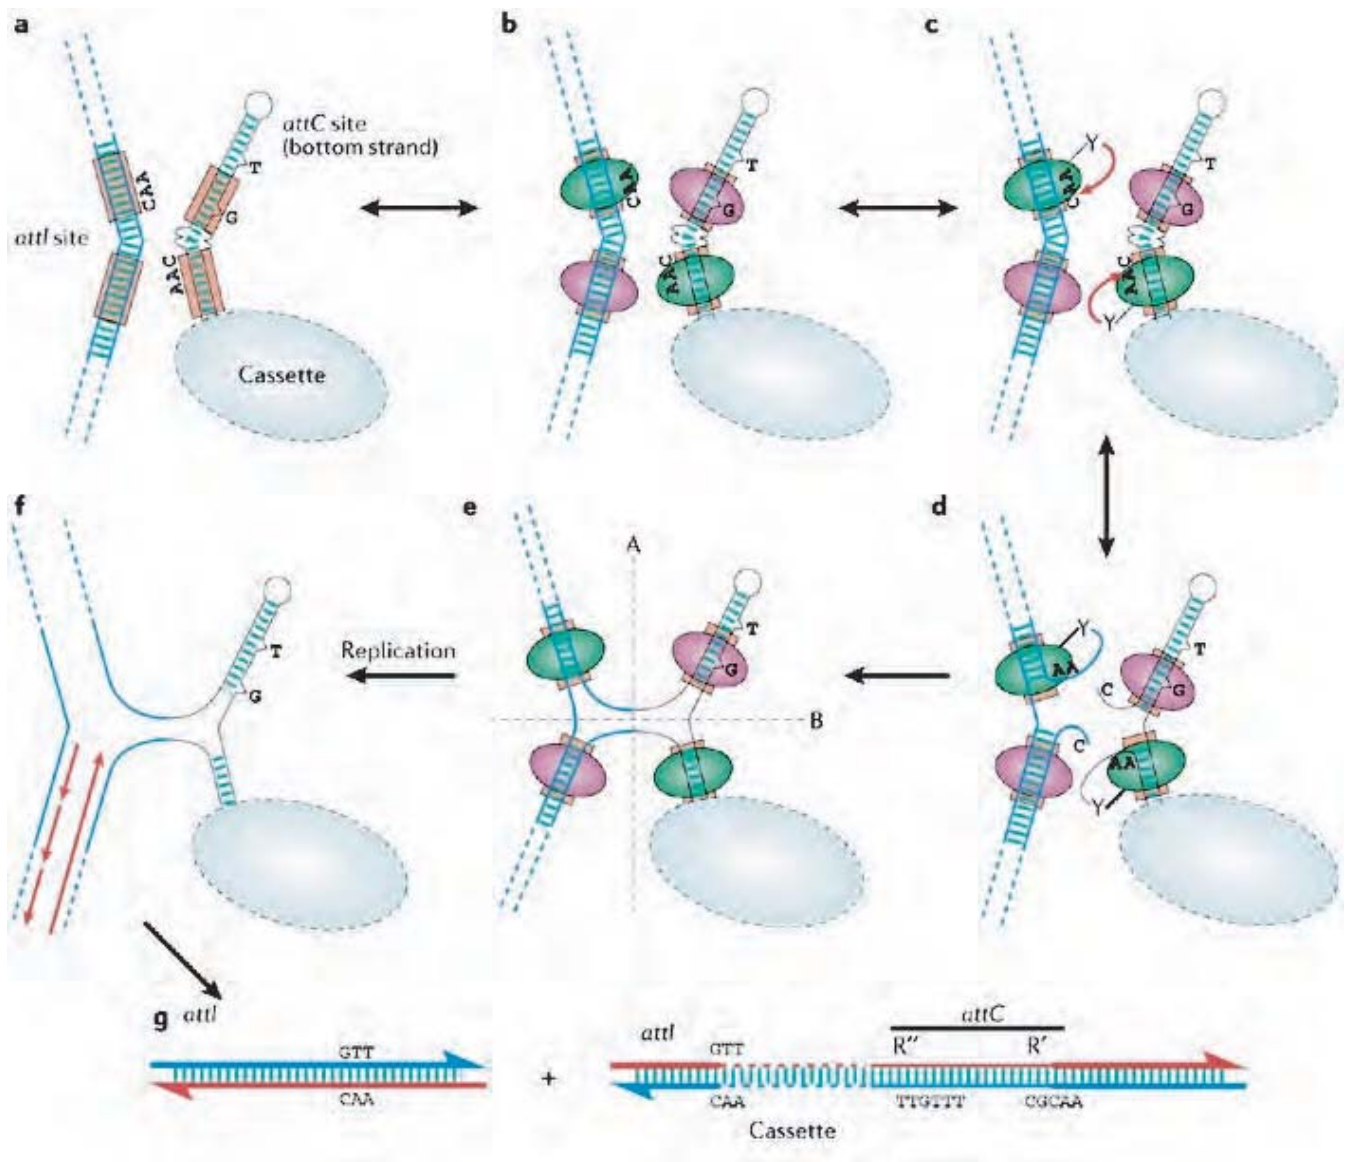 a
attC site
(bottom strand)
T
CAA
G
attI site
AAC
Cassette
b
CAA
G
AAC
c
Y
T
CAA
G
AAC
Y
d
Y
T
AA
C
G
C
AA
Y
e
A
T
G
B
f
Replication
T
G
g
attI
GTT
CAA
+
attI
attC
GTT
R″
R′
CAA
TTGTTT
CGCAA
Cassette